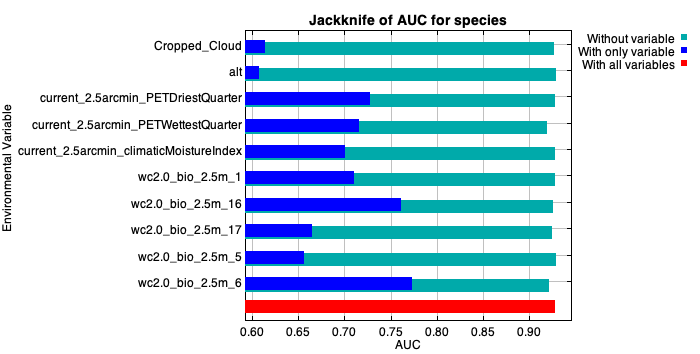 Jackknife of AUC for species
Without variable
With only variable
With all variables
Environmental Variable
Cropped_Cloud
alt
current_2.5arcmin_PETDriestQuarter
current_2.5arcmin_PETWettestQuarter
current_2.5arcmin_climaticMoistureIndex
wc2.0_bio_2.5m_1
wc2.0_bio_2.5m_16
wc2.0_bio_2.5m_17
wc2.0_bio_2.5m_5
wc2.0_bio_2.5m_6
0.60 0.65 0.70 0.75 0.80 0.85 0.90
AUC